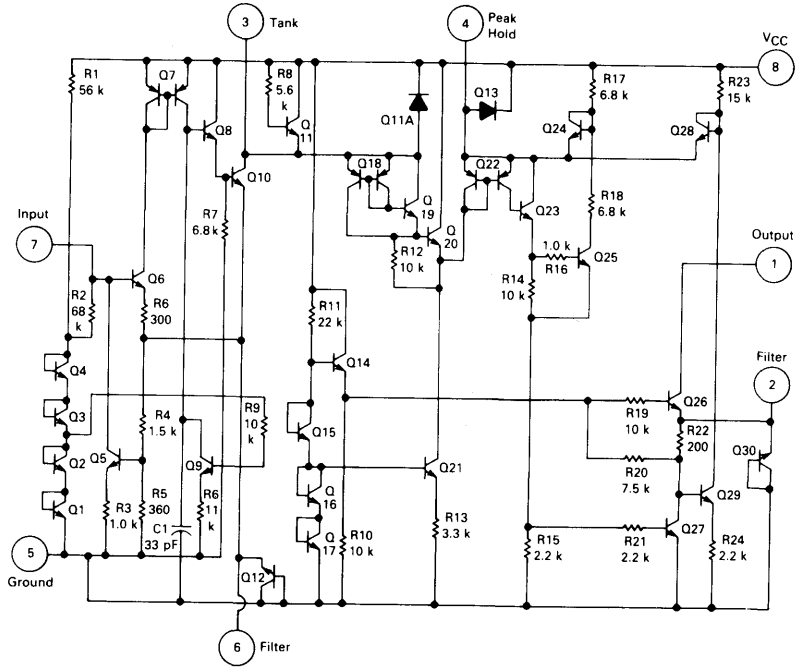 3 Tank
4 Peak Hold
VCC
8
R1
56 k
Q7
R8
5.6
k
Q13
R17
6.8 k
R23
15 k
Q8
Q
11
Q11A
Q24
Q28
Q10
Q18
Q22
Input
7
R7
6.8k
Q
19
Q23
R18
6.8 k
Output
1
Q
20
Q6
R12
10 k
1.0 k
R16
Q25
R2
68
k
R6
300
R14
10 k
R11
22 k
Filter
2
Q4
Q14
Q26
R19
10 k
R22
200
Q3
R4
1.5 k
R9
10
k
Q15
Q30
Q2
Q5
Q9
Q21
R20
7.5 k
Q29
Q1
R3
1.0 k
R5
360
R6
11
k
Q
16
R13
3.3 k
Q27
C1
33 pF
Q
17
R10
10 k
R15
2.2 k
R21
2.2 k
R24
2.2 k
5
Ground
Q12
6 Filter